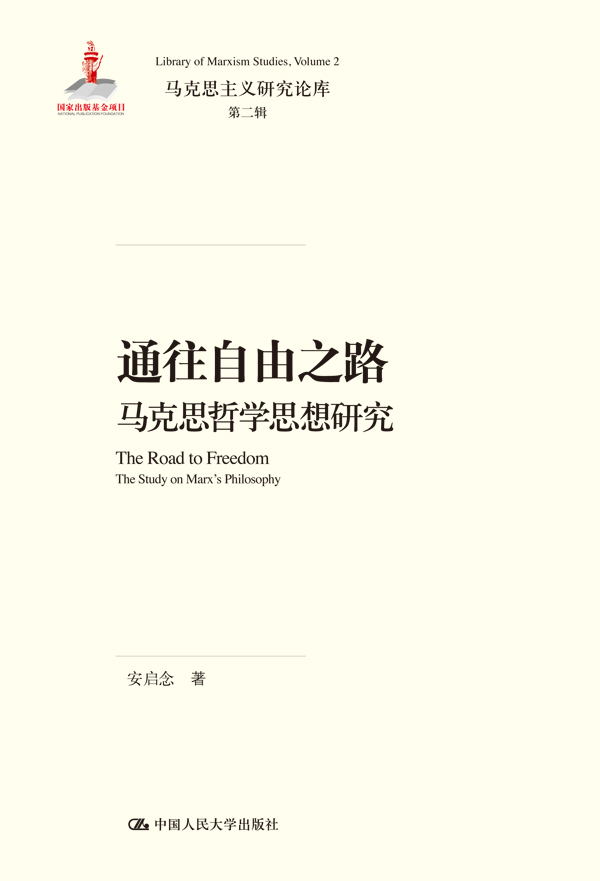 Library of Marxism Studies, Volume 2
马克思主义研究论库
第二辑
国家出版基金项目
NATIONAL PUBLICATION FOUNDATION
通往自由之路
马克思哲学思想研究
The Road to Freedom
The Study on Marx's Philosophy
安启念 著
中国人民大学出版社